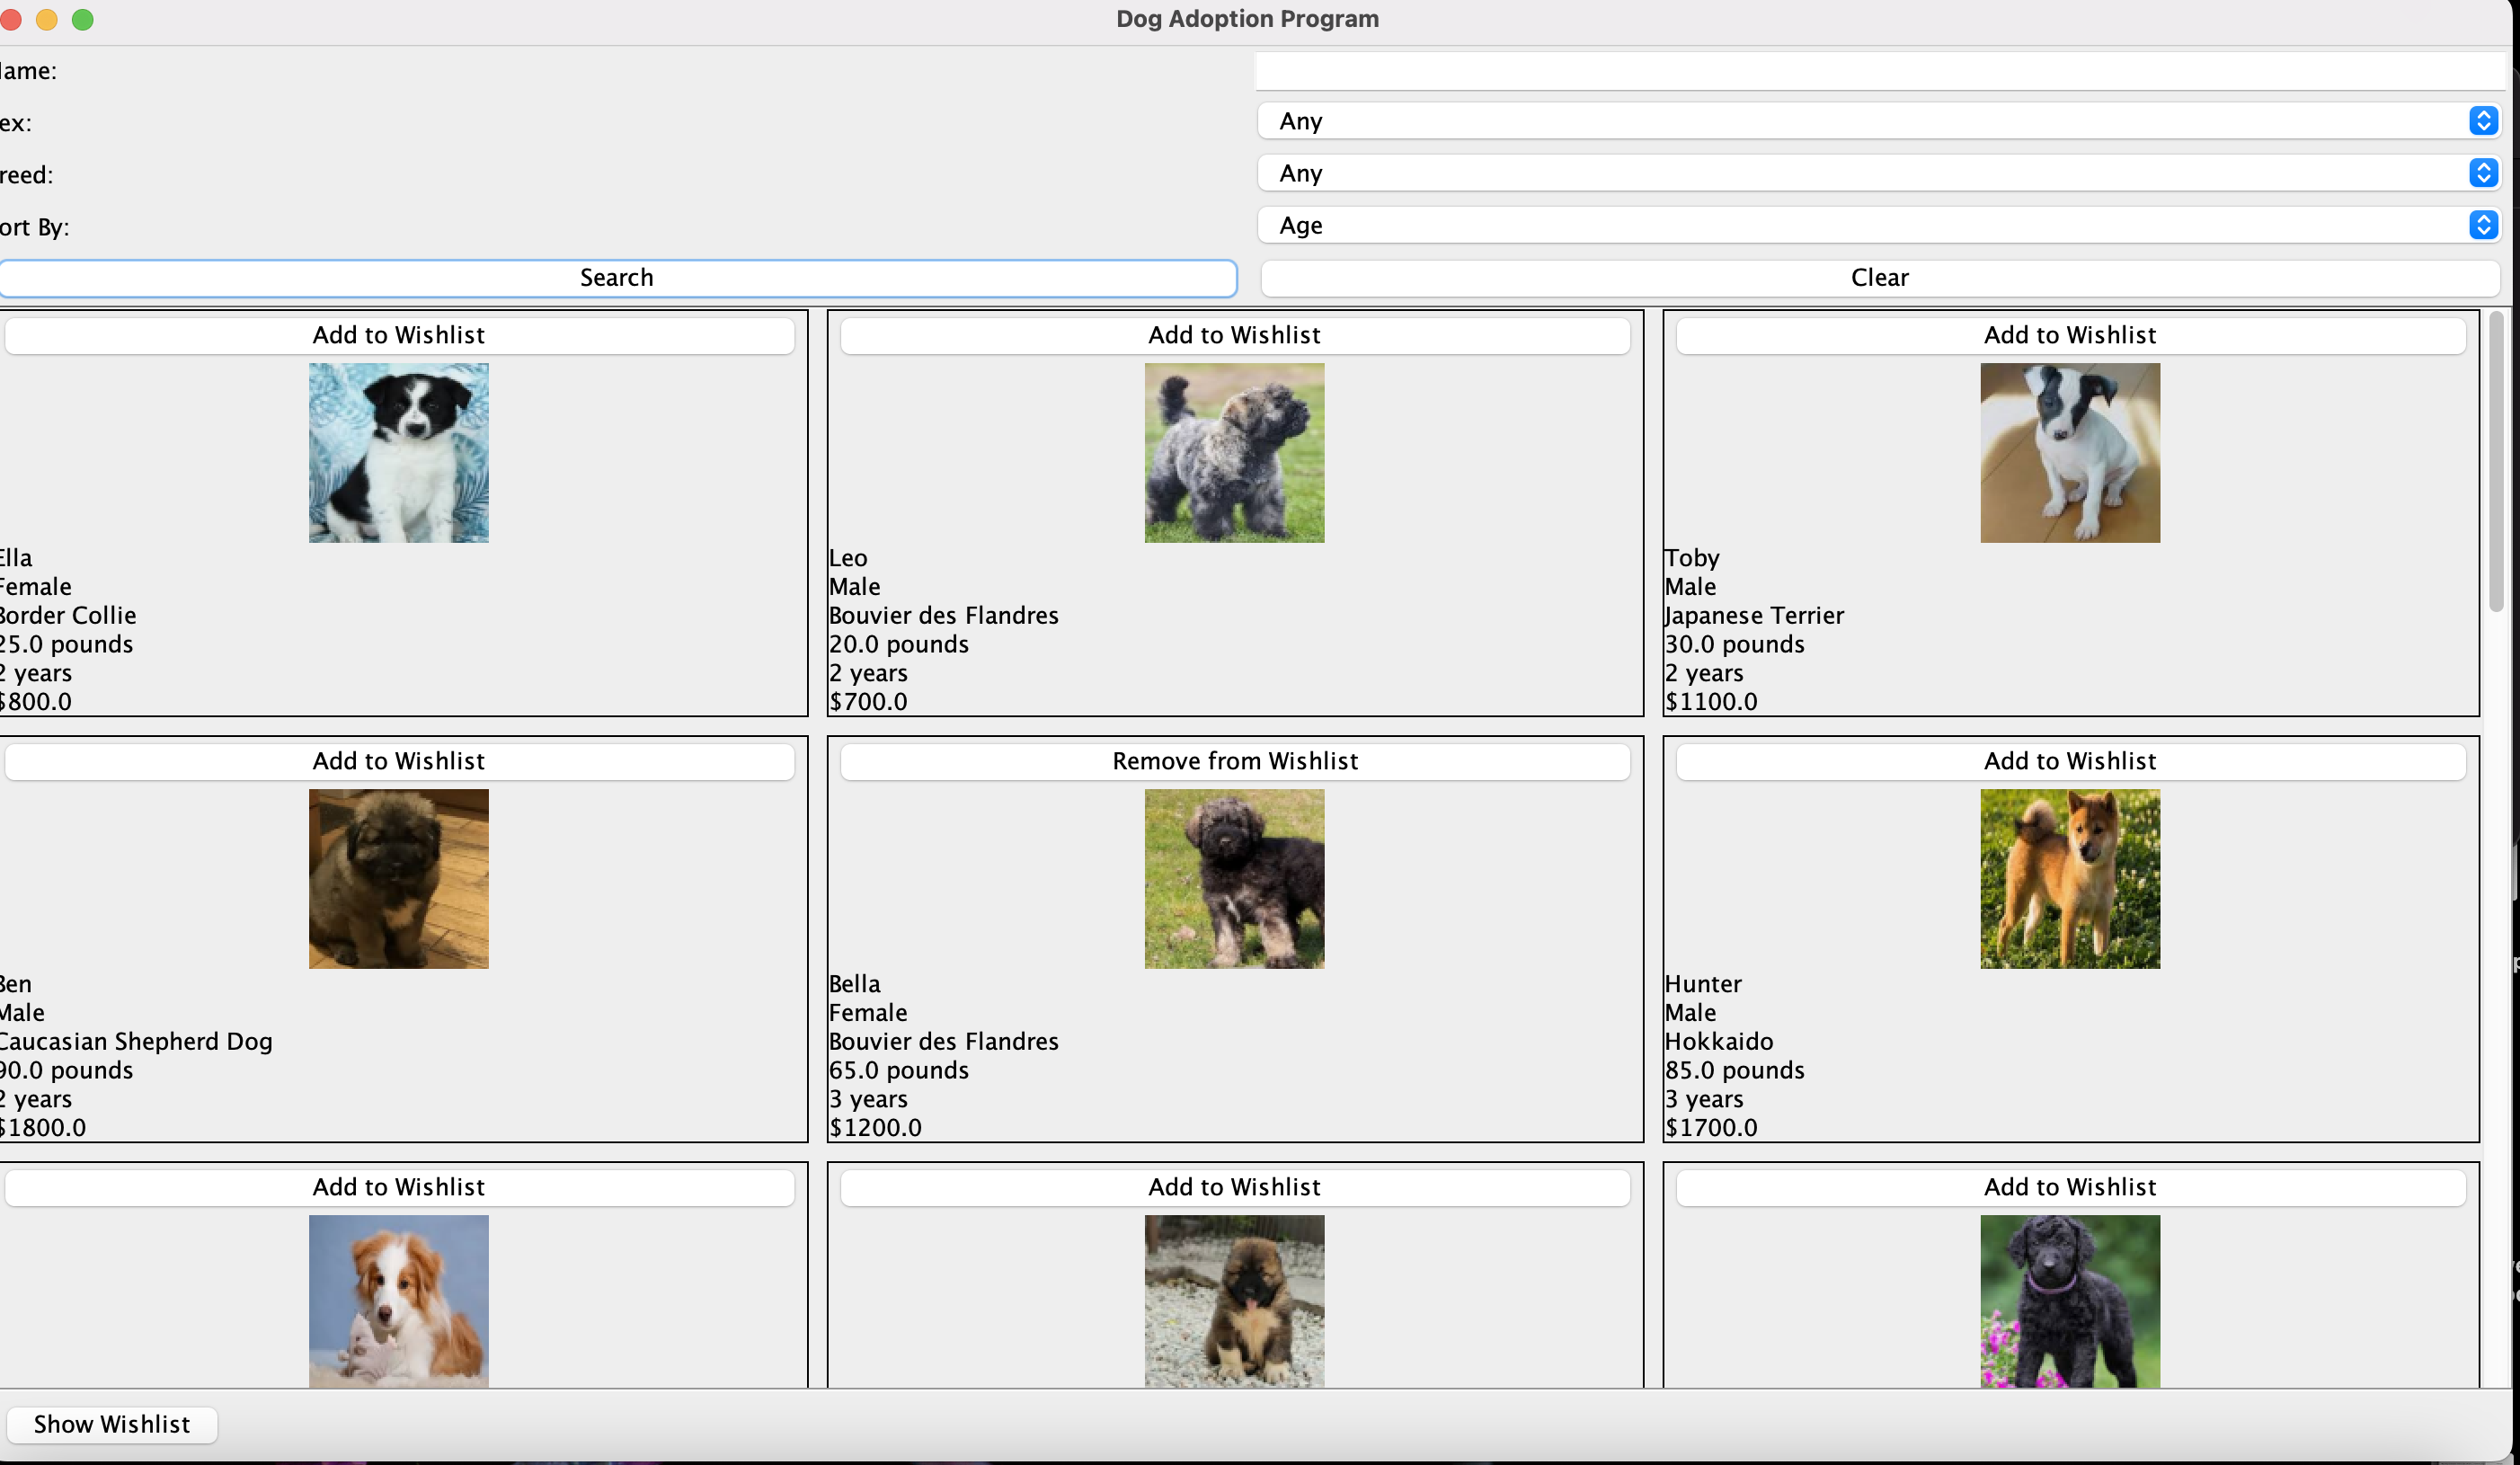 Dog Adoption Program
ame:
ex:
Any
reed:
Any
ort By:
Age
Search
Clear
Add to Wishlist
Add to Wishlist
Add to Wishlist
Ella
Female
Border Collie
25.0 pounds
2 years
$800.0
Leo
Male
Bouvier des Flandres
20.0 pounds
2 years
$700.0
Toby
Male
Japanese Terrier
30.0 pounds
2 years
$1100.0
Add to Wishlist
Remove from Wishlist
Add to Wishlist
Ben
Male
Caucasian Shepherd Dog
90.0 pounds
2 years
$1800.0
Bella
Female
Bouvier des Flandres
65.0 pounds
3 years
$1200.0
Hunter
Male
Hokkaido
85.0 pounds
3 years
$1700.0
Add to Wishlist
Add to Wishlist
Add to Wishlist
Show Wishlist